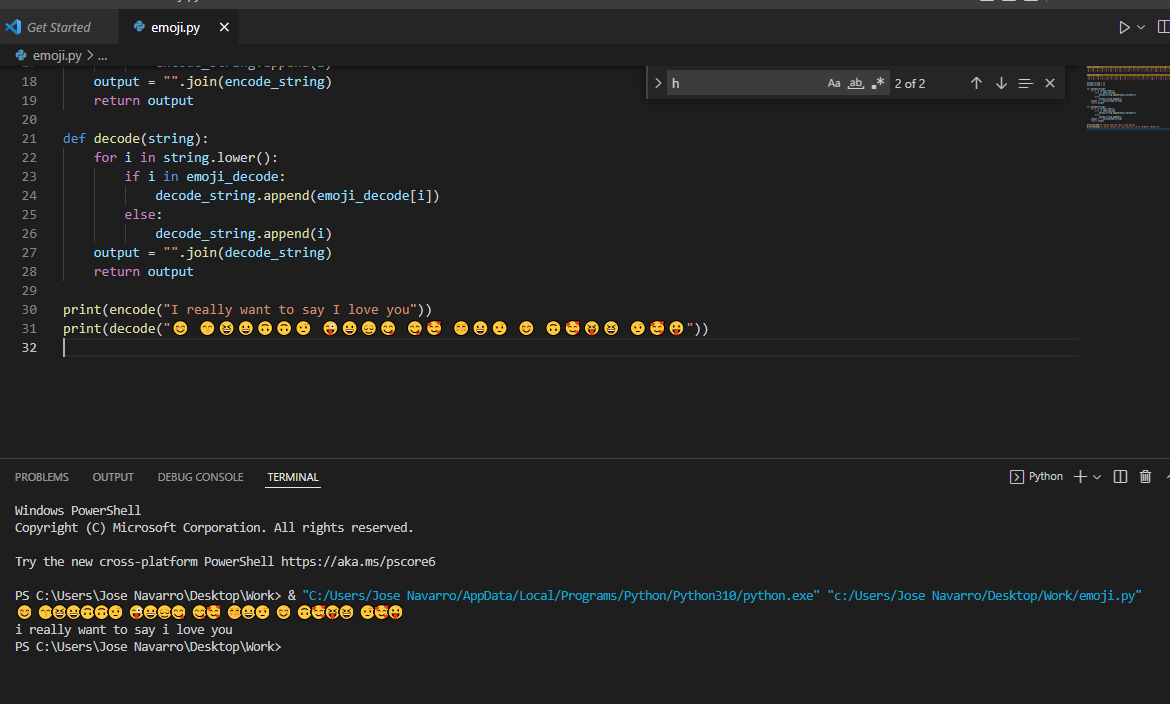 Get Started
emoji.py
emoji.py > ...
h
Aa ab 2 of 2
18 output = "".join(encode_string)
19 return output
20
21 def decode(string):
22 for i in string.lower():
23 if i in emoji_decode:
24 decode_string.append(emoji_decode[i])
25 else:
26 decode_string.append(i)
27 output = "".join(decode_string)
28 return output
29
30 print(encode("I really want to say I love you"))
31 print(decode("😊 😁😆😀🙃🙃😕 😜😀😔😋 😋🥰 😁😀😕 😊 🙃🥰😝😆 😕🥰😛"))
32
PROBLEMS OUTPUT DEBUG CONSOLE TERMINAL
Python
Windows PowerShell
Copyright (C) Microsoft Corporation. All rights reserved.
Try the new cross-platform PowerShell https://aka.ms/pscore6
PS C:\Users\Jose Navarro\Desktop\Work> & "C:/Users/Jose Navarro/AppData/Local/Programs/Python/Python310/python.exe" "c:/Users/Jose Navarro/Desktop/Work/emoji.py"
😊 😁😆😀🙃🙃😕 😜😀😔😋 😋🥰 😁😀😕 😊 🙃🥰😝😆 😕🥰😛
i really want to say i love you
PS C:\Users\Jose Navarro\Desktop\Work>